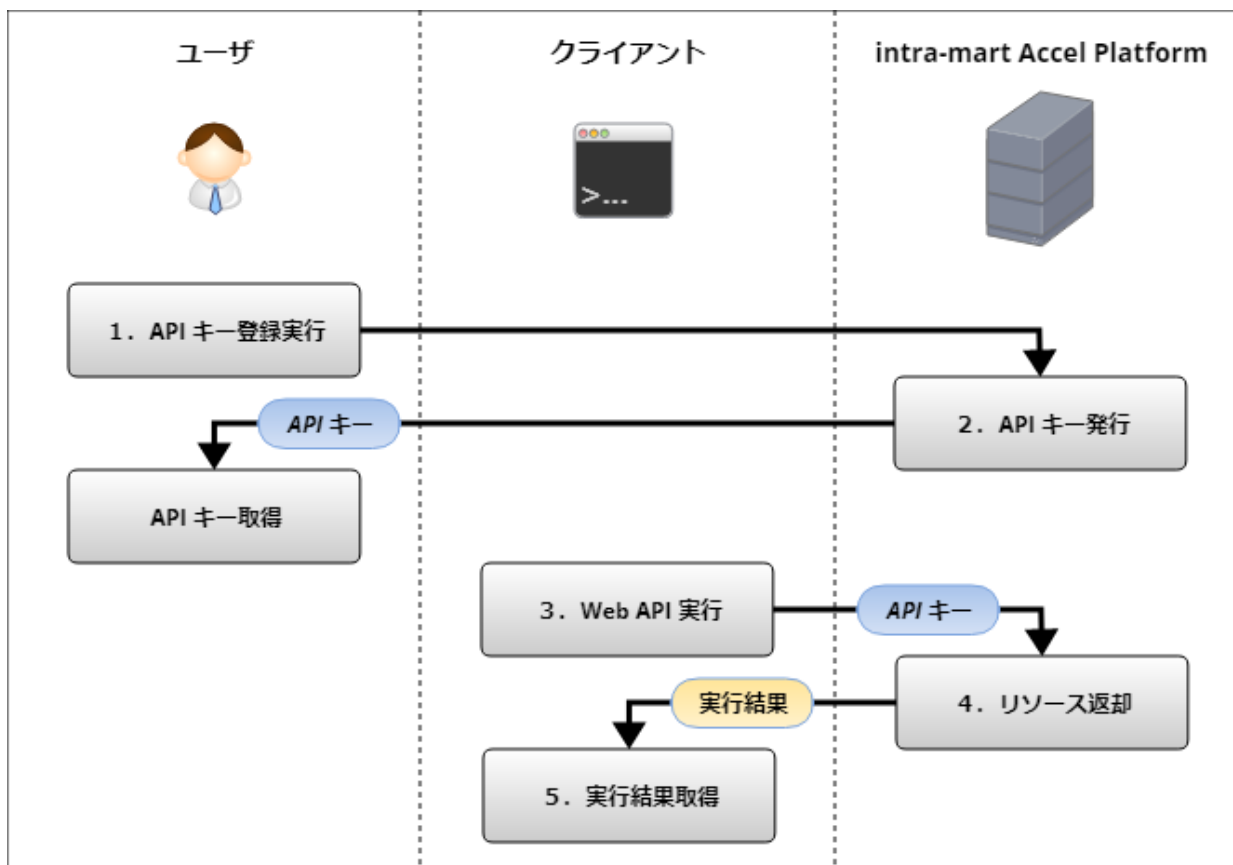 ユーザ
クライアント
intra-mart Accel Platform
>...
1．API キー登録実行
API キー
2．API キー発行
API キー取得
3．Web API 実行
API キー
実行結果
4．リソース返却
5．実行結果取得